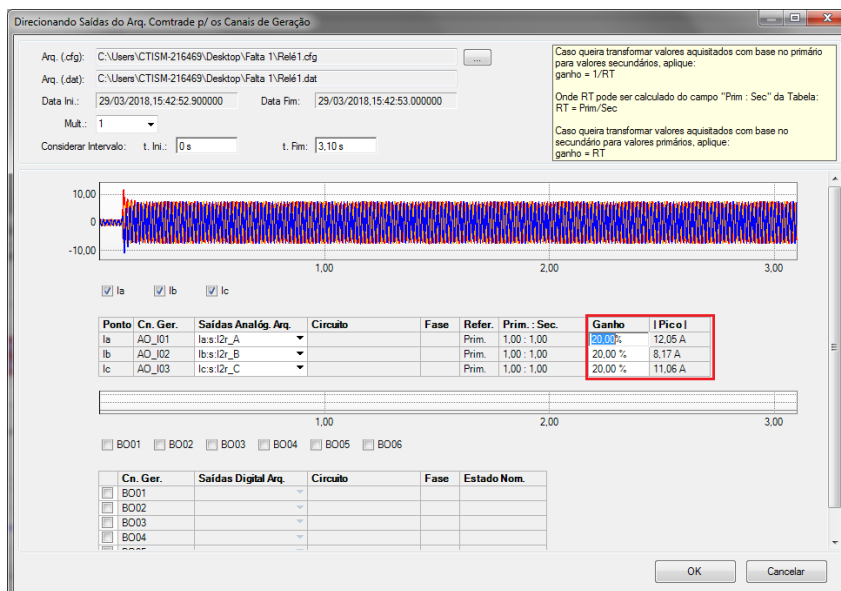 Direcionando Saídas do Arq. Comtrade p/ os Canais de Geração
Arq. (.cfg): C:\Users\CTISM-216469\Desktop\Falta 1\Relé1.cfg ...
Arq. (.dat): C:\Users\CTISM-216469\Desktop\Falta 1\Relé1.dat
Data Ini.: 29/03/2018,15:42:52.900000 Data Fim: 29/03/2018,15:42:53.000000
Mult.: 1
Considerar Intervalo: t. Ini.: 0 s t. Fim: 3,10 s
Caso queira transformar valores aquisitados com base no primário
para valores secundários, aplique:
ganho = 1/RT
Onde RT pode ser calculado do campo "Prim : Sec" da Tabela:
RT = Prim/Sec
Caso queira transformar valores aquisitados com base no
secundário para valores primários, aplique:
ganho = RT
10,00
0
-10,00
1,00 2,00 3,00
Ia Ib Ic
Ponto Cn. Ger. Saídas Analóg. Arq. Circuito Fase Refer. Prim. : Sec. Ganho | Pico |
Ia AO_I01 Ia:s:I2r_A Prim. 1,00 : 1,00 20,00% 12,05 A
Ib AO_I02 Ib:s:I2r_B Prim. 1,00 : 1,00 20,00 % 8,17 A
Ic AO_I03 Ic:s:I2r_C Prim. 1,00 : 1,00 20,00 % 11,06 A
1,00 2,00 3,00
BO01 BO02 BO03 BO04 BO05 BO06
Cn. Ger. Saídas Digital Arq. Circuito Fase Estado Nom.
BO01
BO02
BO03
BO04
OK Cancelar